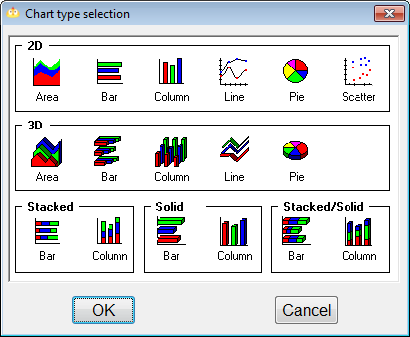 Chart type selection
2D
Area Bar Column Line Pie Scatter
3D
Area Bar Column Line Pie
Stacked Solid Stacked/Solid
Bar Column Bar Column Bar Column
OK Cancel